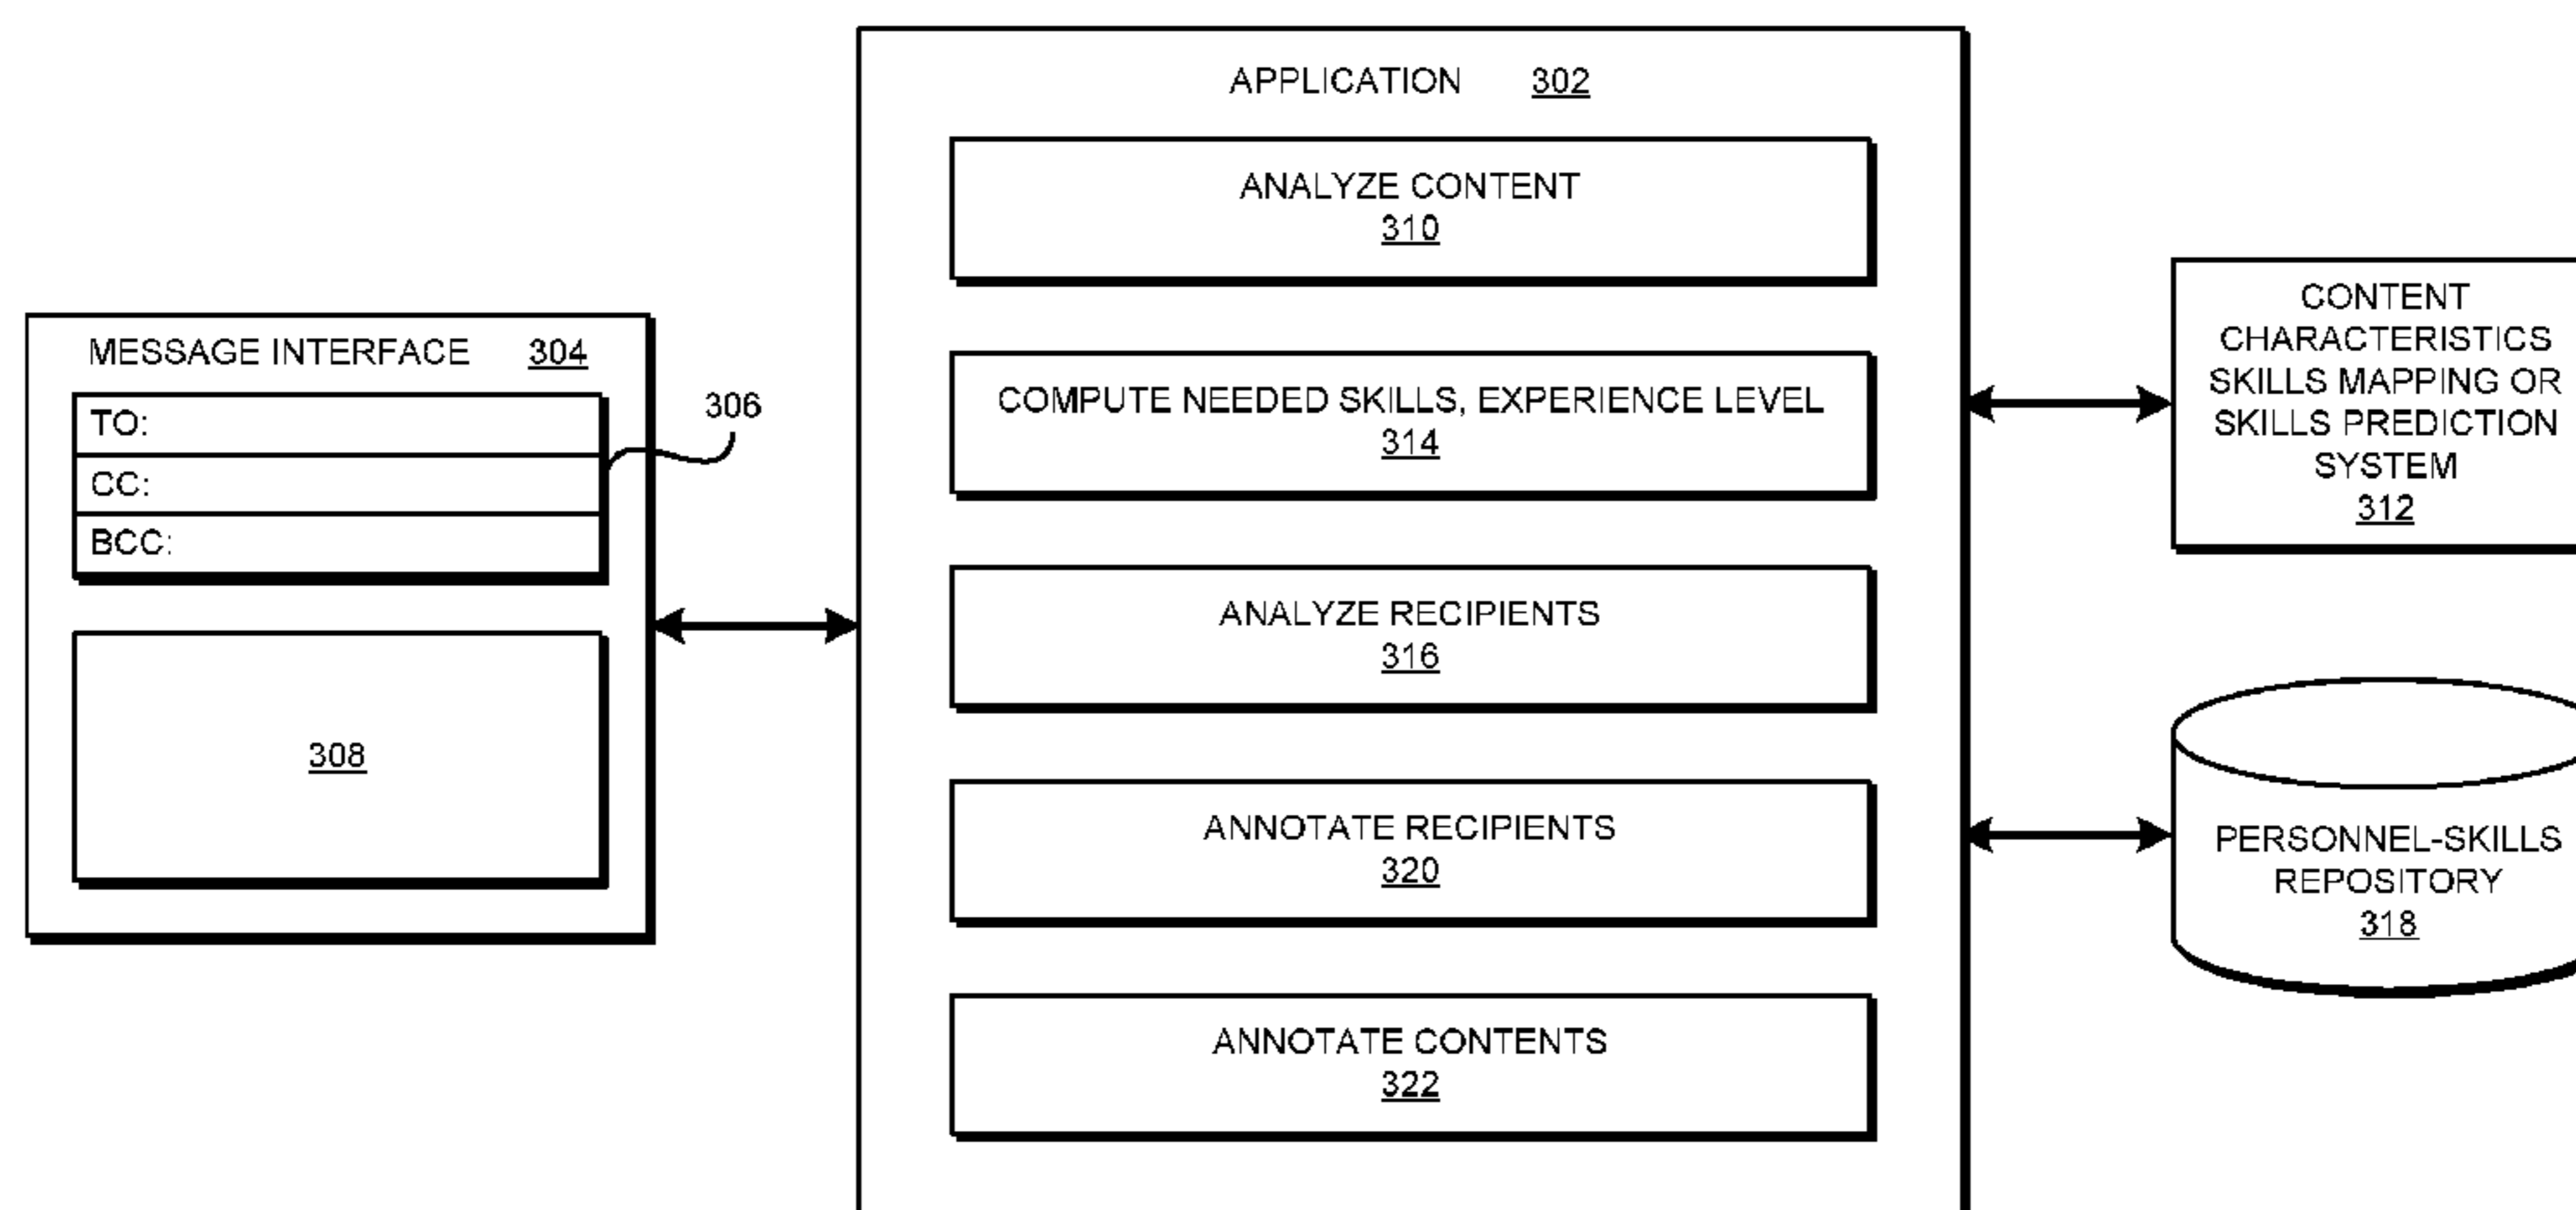 APPLICATION 302
ANALYZE CONTENT
310
COMPUTE NEEDED SKILLS, EXPERIENCE LEVEL
314
ANALYZE RECIPIENTS
316
ANNOTATE RECIPIENTS
320
ANNOTATE CONTENTS
322
MESSAGE INTERFACE 304
TO:
CC:
BCC:
306
308
CONTENT
CHARACTERISTICS
SKILLS MAPPING OR
SKILLS PREDICTION
SYSTEM
312
PERSONNEL-SKILLS
REPOSITORY
318